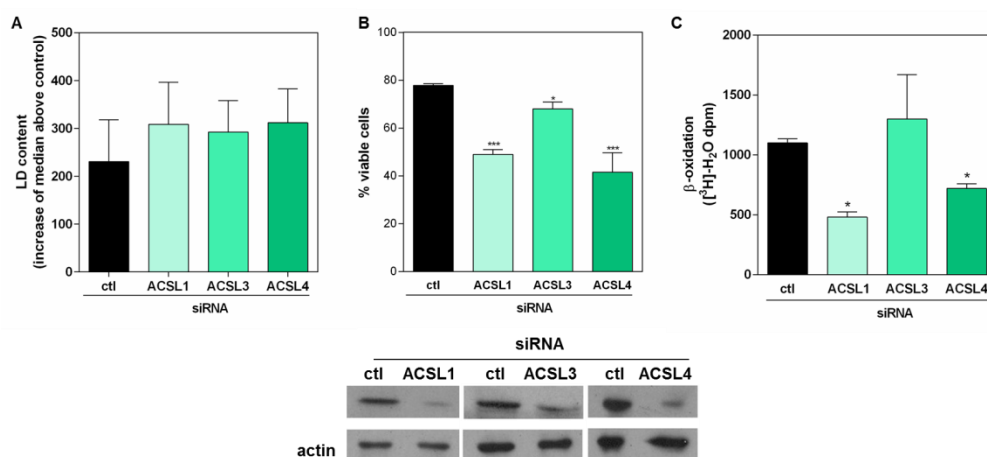 A
LD content
(increase of median above control)
500
400
300
200
100
0
ctl ACSL1 ACSL3 ACSL4
siRNA
B
% viable cells
100
80
60
40
20
0
*** * ***
ctl ACSL1 ACSL3 ACSL4
siRNA
C
β-oxidation
([³H]-H₂O dpm)
2000
1500
1000
500
0
* *
ctl ACSL1 ACSL3 ACSL4
siRNA
siRNA
ctl ACSL1 ctl ACSL3 ctl ACSL4
actin